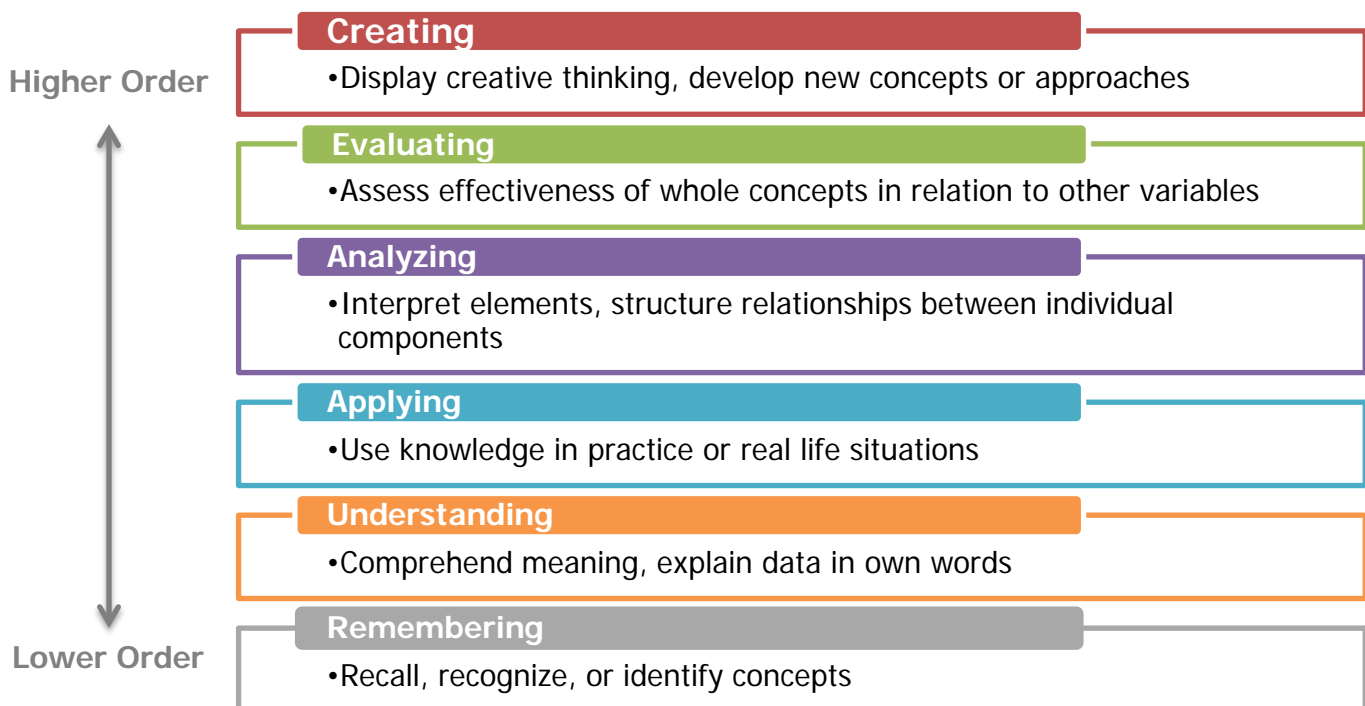 Creating
•Display creative thinking, develop new concepts or approaches
Higher Order
Evaluating
•Assess effectiveness of whole concepts in relation to other variables
Analyzing
•Interpret elements, structure relationships between individual
components
Applying
•Use knowledge in practice or real life situations
Understanding
•Comprehend meaning, explain data in own words
Remembering
Lower Order
•Recall, recognize, or identify concepts